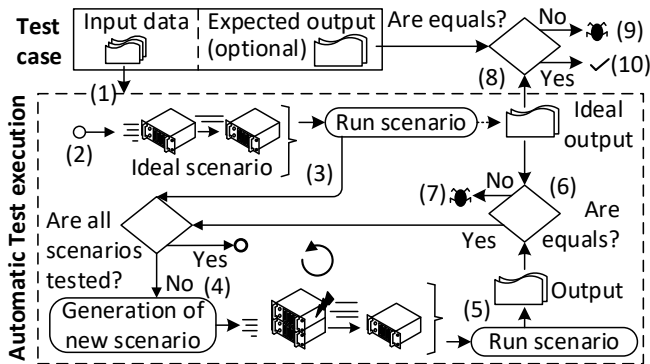 Test case
Input data
Expected output (optional)
Are equals?
No
(9)
(8)
Yes
(10)
(1)
Automatic Test execution
(2)
Ideal scenario
Run scenario
(3)
Ideal output
(7)
No
(6)
Are all scenarios tested?
Yes
Yes
Are equals?
No
(4)
Generation of new scenario
(5)
Output
Run scenario